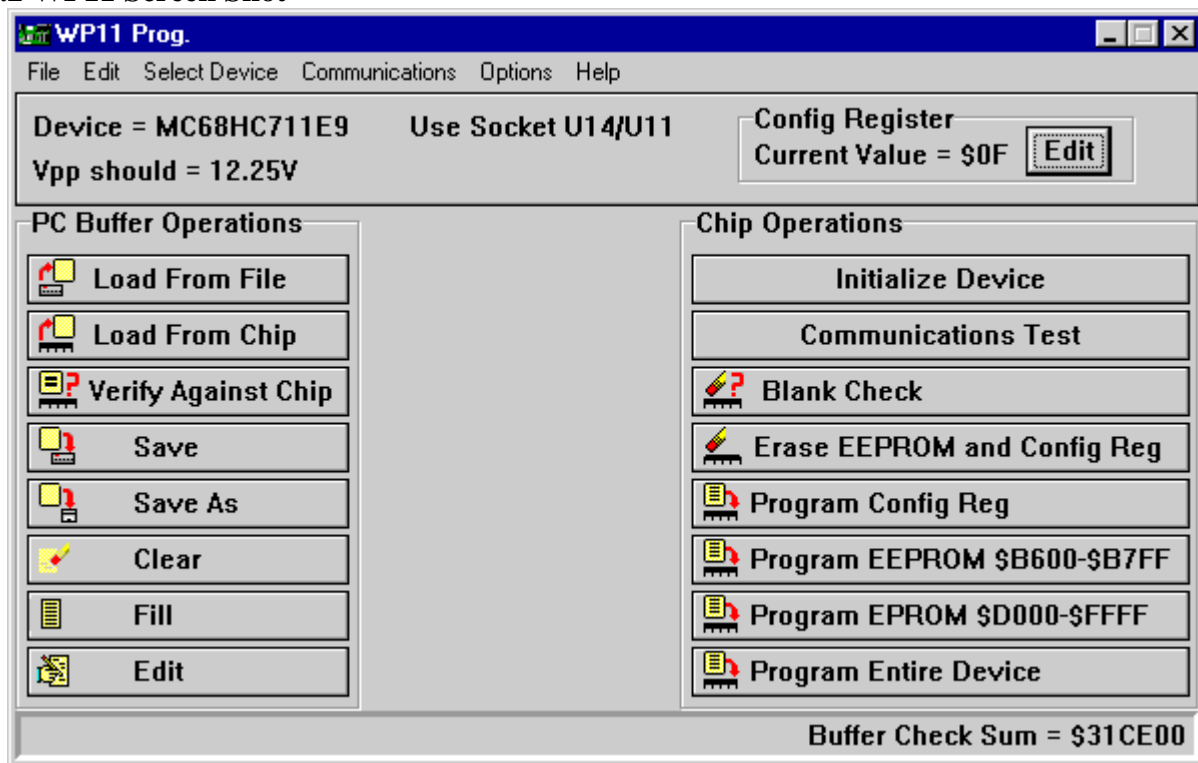 WP11 Screen Shot
WP11 Prog.
File Edit Select Device Communications Options Help
Device = MC68HC711E9 Use Socket U14/U11
Vpp should = 12.25V
Config Register
Current Value = $0F Edit
PC Buffer Operations
Load From File
Load From Chip
Verify Against Chip
Save
Save As
Clear
Fill
Edit
Chip Operations
Initialize Device
Communications Test
Blank Check
Erase EEPROM and Config Reg
Program Config Reg
Program EEPROM $B600-$B7FF
Program EPROM $D000-$FFFF
Program Entire Device
Buffer Check Sum = $31CE00